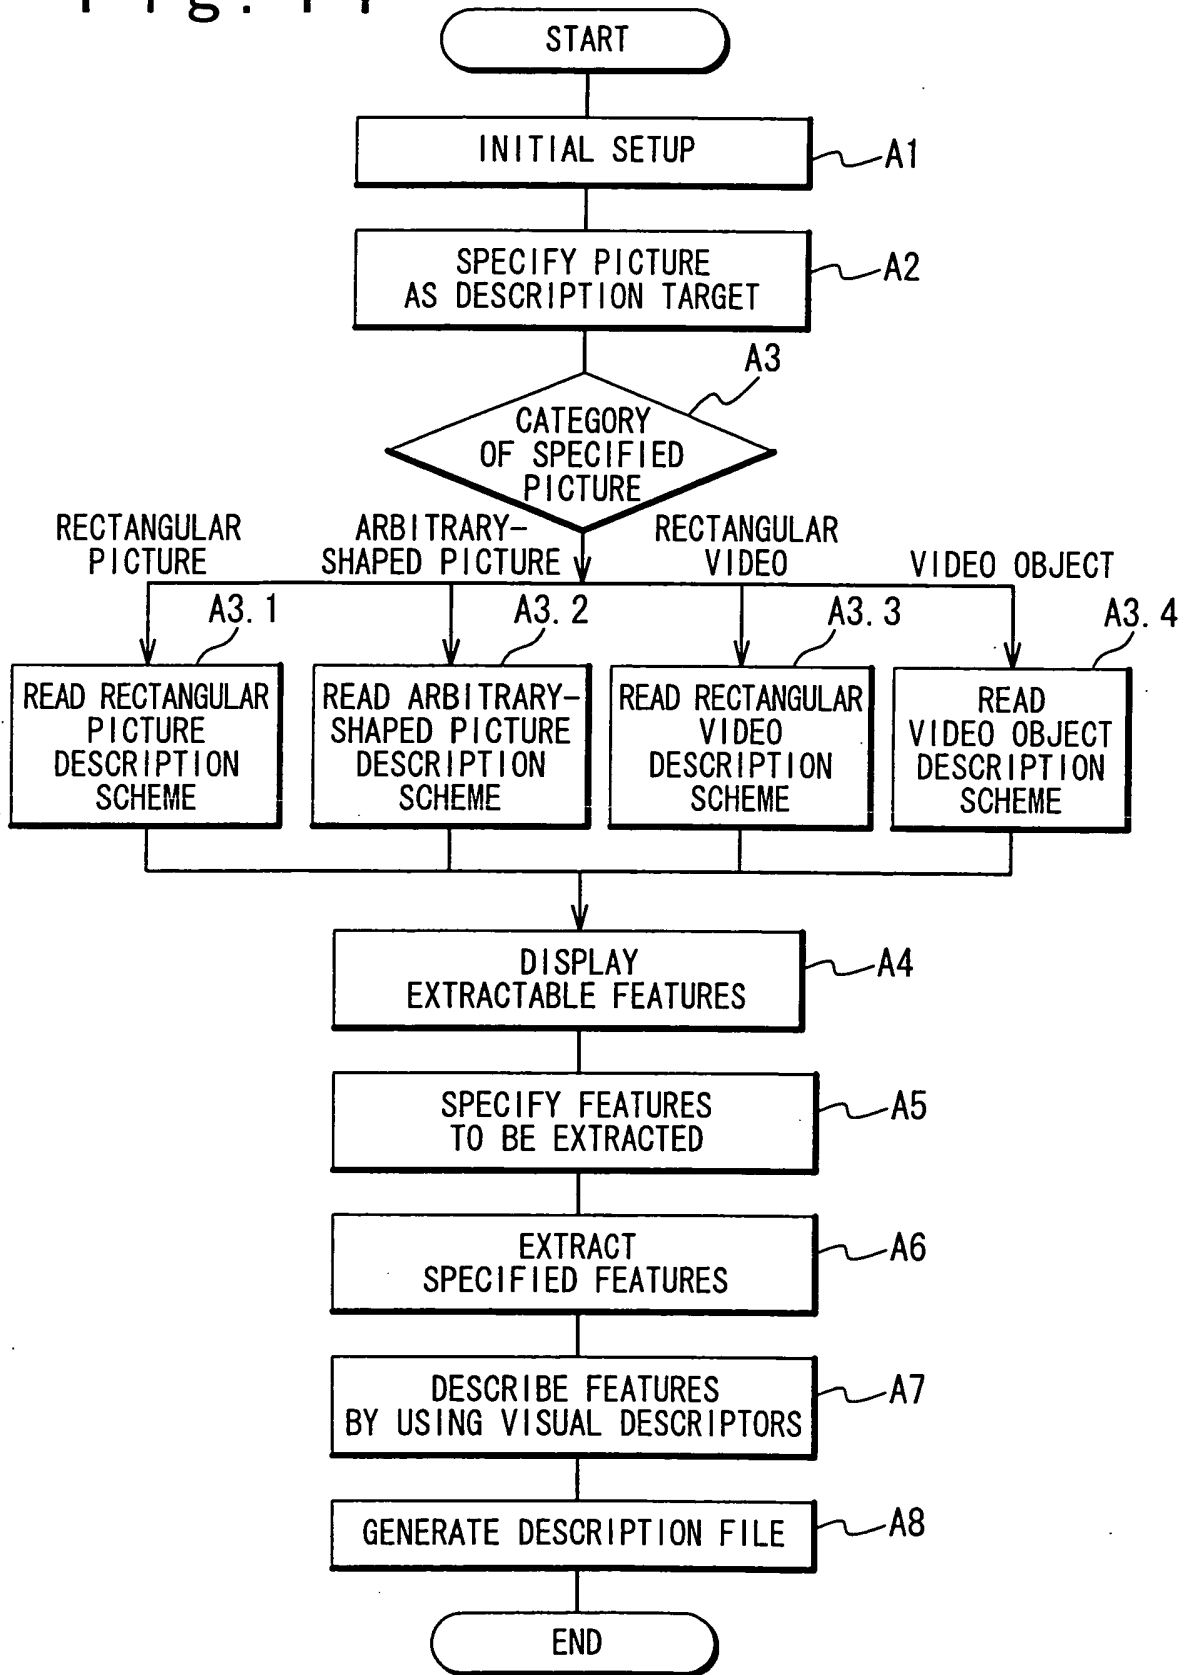 Fig.
START
INITIAL SETUP
A1
SPECIFY PICTURE
AS DESCRIPTION TARGET
A2
A3
CATEGORY
OF SPECIFIED
PICTURE
RECTANGULAR
PICTURE
ARBITRARY-
SHAPED PICTURE
RECTANGULAR
VIDEO
VIDEO OBJECT
A3.1
A3.2
A3.3
A3.4
READ RECTANGULAR
PICTURE
DESCRIPTION
SCHEME
READ ARBITRARY-
SHAPED PICTURE
DESCRIPTION
SCHEME
READ RECTANGULAR
VIDEO
DESCRIPTION
SCHEME
READ
VIDEO OBJECT
DESCRIPTION
SCHEME
DISPLAY
EXTRACTABLE FEATURES
A4
SPECIFY FEATURES
TO BE EXTRACTED
A5
EXTRACT
SPECIFIED FEATURES
A6
DESCRIBE FEATURES
BY USING VISUAL DESCRIPTORS
A7
GENERATE DESCRIPTION FILE
A8
END